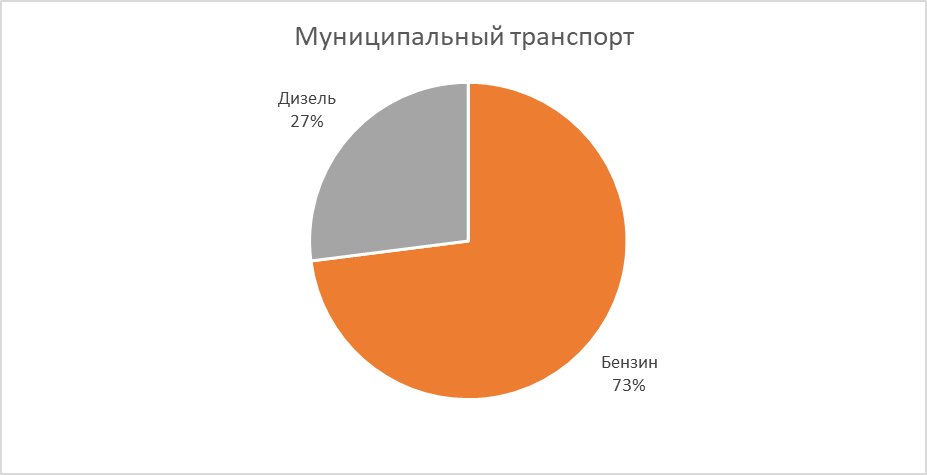 Муниципальный транспорт
Дизель
27%
Бензин
73%